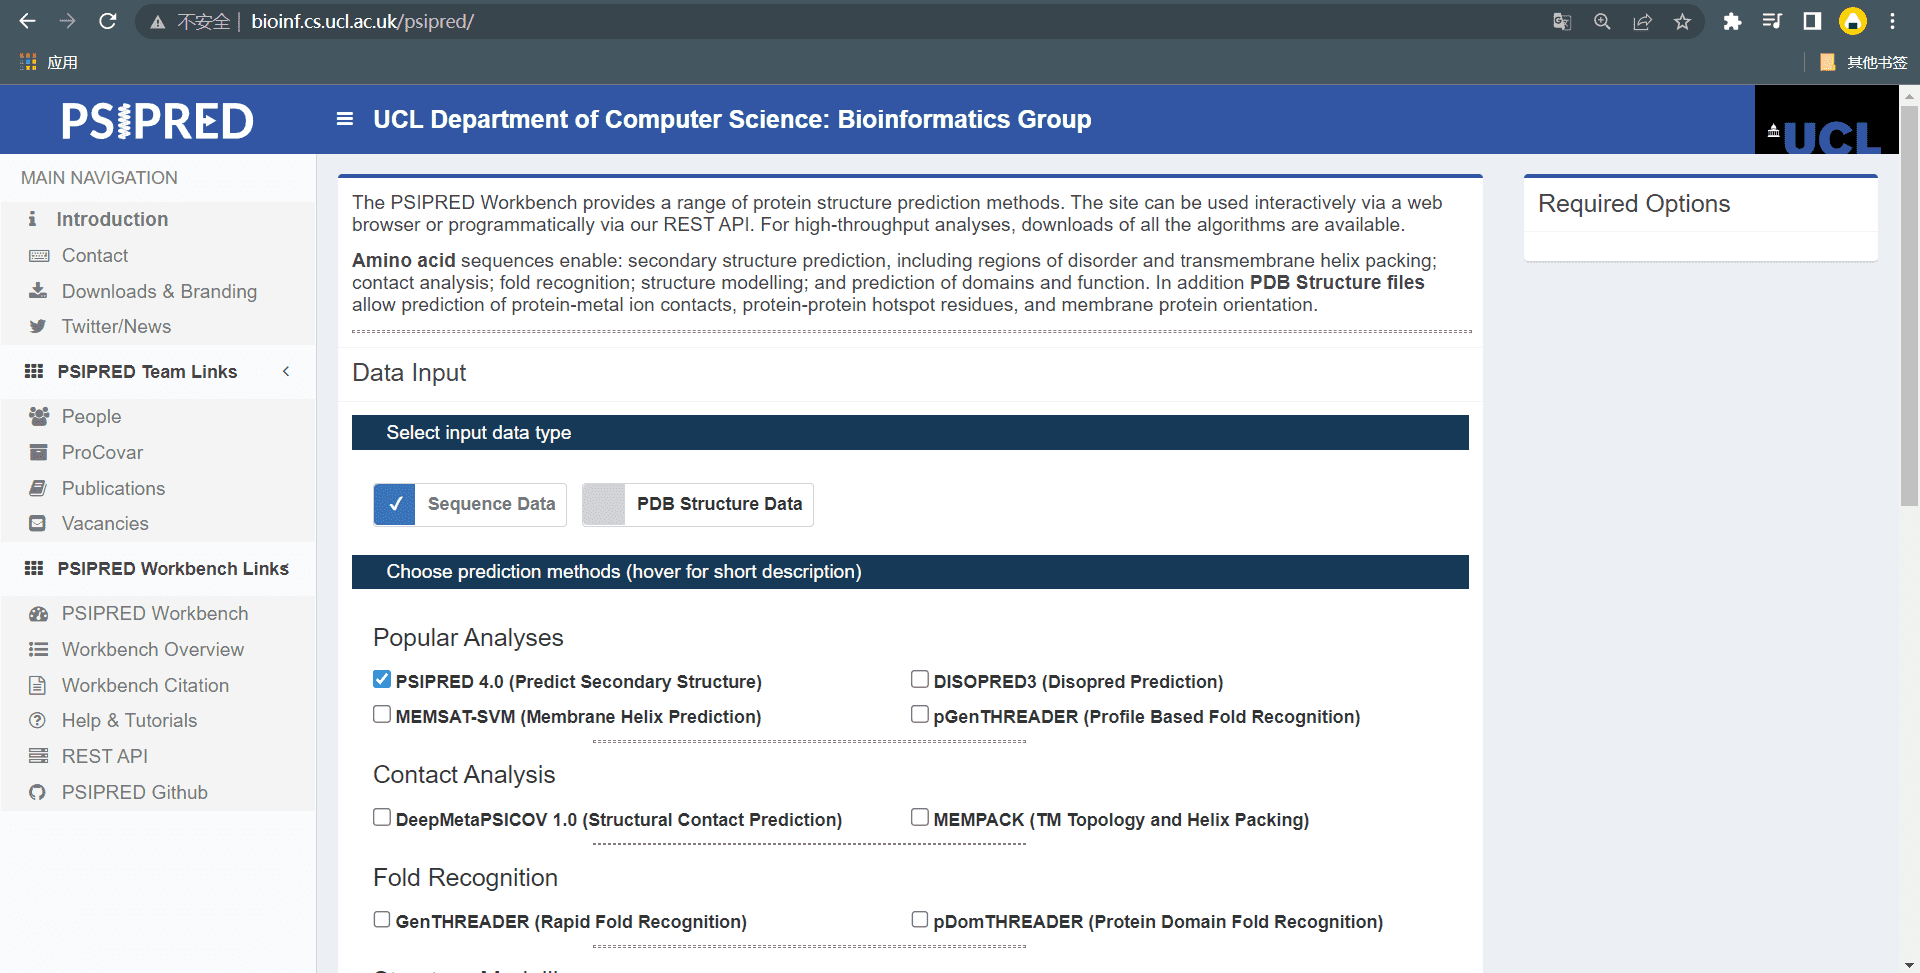 不安全 bioinf.cs.ucl.ac.uk/psipred/
应用
其他书签
PSIPRED
UCL Department of Computer Science: Bioinformatics Group
UCL
MAIN NAVIGATION
Introduction
Contact
Downloads & Branding
Twitter/News
PSIPRED Team Links
People
ProCovar
Publications
Vacancies
PSIPRED Workbench Links
PSIPRED Workbench
Workbench Overview
Workbench Citation
Help & Tutorials
REST API
PSIPRED Github
The PSIPRED Workbench provides a range of protein structure prediction methods. The site can be used interactively via a web
browser or programmatically via our REST API. For high-throughput analyses, downloads of all the algorithms are available.
Amino acid sequences enable: secondary structure prediction, including regions of disorder and transmembrane helix packing;
contact analysis; fold recognition; structure modelling; and prediction of domains and function. In addition PDB Structure files
allow prediction of protein-metal ion contacts, protein-protein hotspot residues, and membrane protein orientation.
Data Input
Select input data type
Sequence Data
PDB Structure Data
Choose prediction methods (hover for short description)
Popular Analyses
PSIPRED 4.0 (Predict Secondary Structure)
DISOPRED3 (Disopred Prediction)
MEMSAT-SVM (Membrane Helix Prediction)
pGenTHREADER (Profile Based Fold Recognition)
Contact Analysis
DeepMetaPSICOV 1.0 (Structural Contact Prediction)
MEMPACK (TM Topology and Helix Packing)
Fold Recognition
GenTHREADER (Rapid Fold Recognition)
pDomTHREADER (Protein Domain Fold Recognition)
Required Options